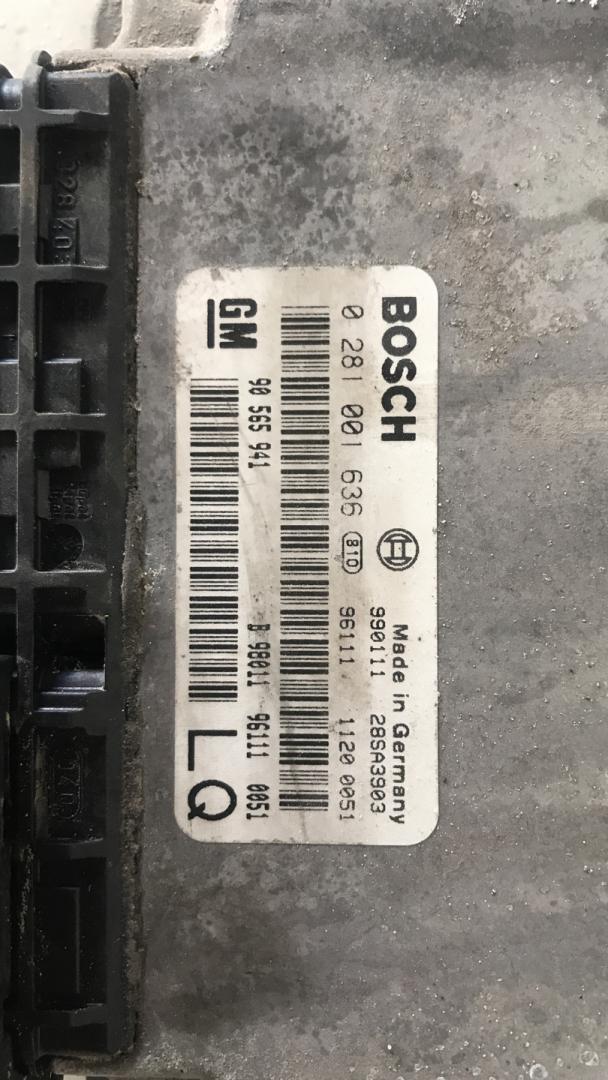 BOSCH
Made in Germany
990111 28SA3903
0 281 001 636 810 96111 1120 0051
GM 90 565 941 B 98011 96111 0051
LQ